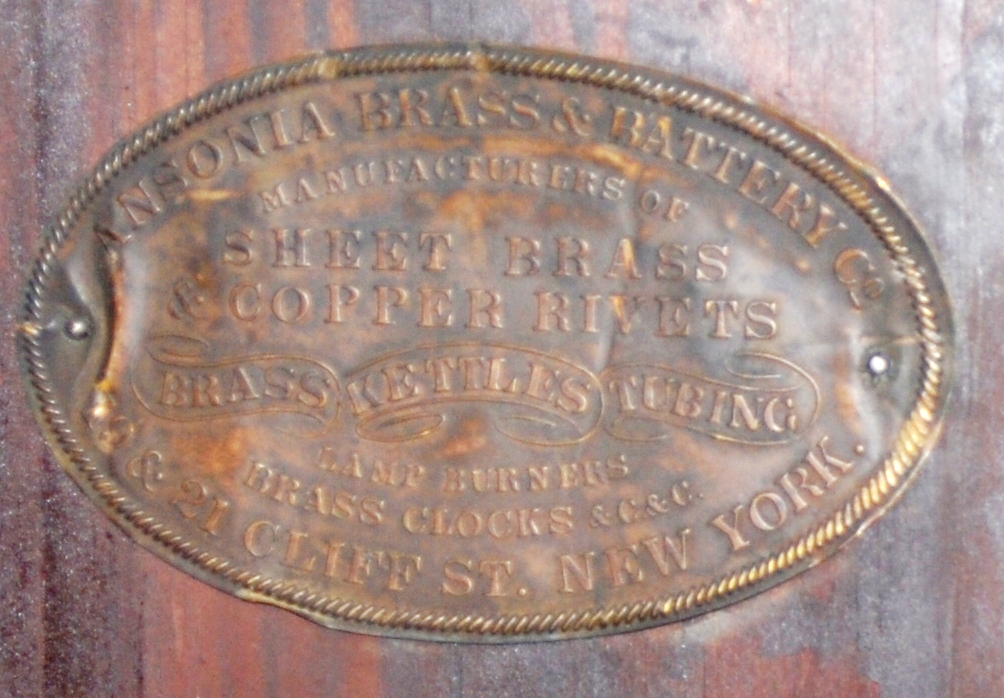 ANSONIA BRASS & BATTERY CO
MANUFACTURERS OF
SHEET BRASS
& COPPER RIVETS
BRASS KETTLES TUBING
LAMP BURNERS
BRASS CLOCKS &C&C.
& 21 CLIFF ST. NEW YORK.